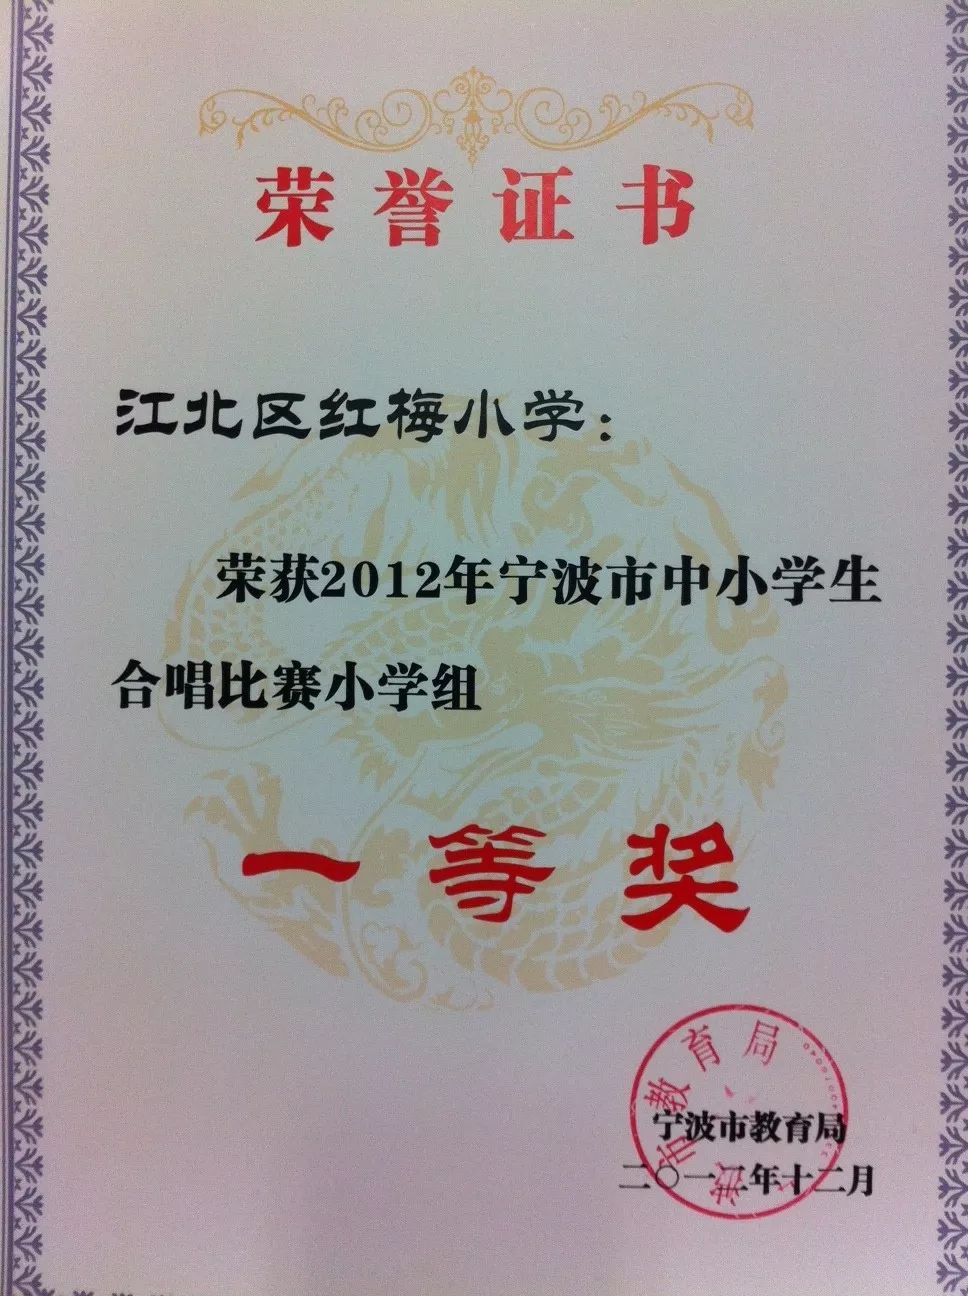 荣誉证书
江北区红梅小学：
荣获2012年宁波市中小学生
合唱比赛小学组
一等奖
市教育局
宁波市教育局
二〇一二年十二月